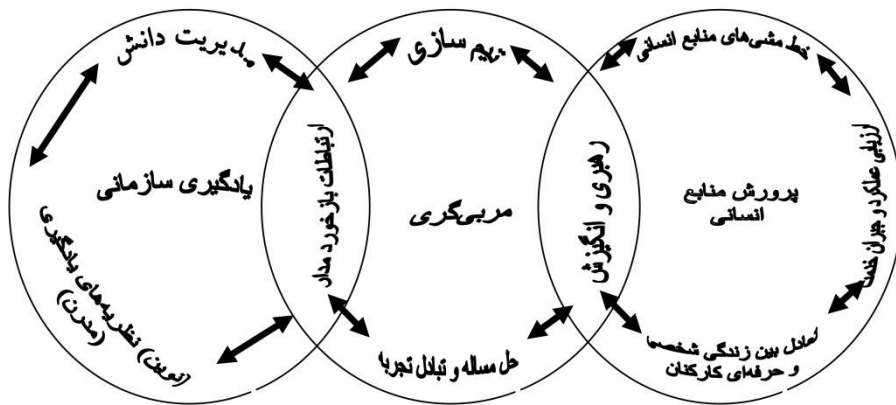 خط مشی‌های منابع انسانی
ارزیابی عملکرد و جبران خدمت
پرورش منابع
انسانی
تعادل بین زندگی شخصی
و حرفه‌ای کارکنان
رهبری و انگیزش
تیم سازی
مربی‌گری
حل مساله و تبادل تجربه
ارتباطات بازخورد مدار
مدیریت دانش
یادگیری سازمانی
(نوین) نظریه‌های یادگیری
(مدرن)